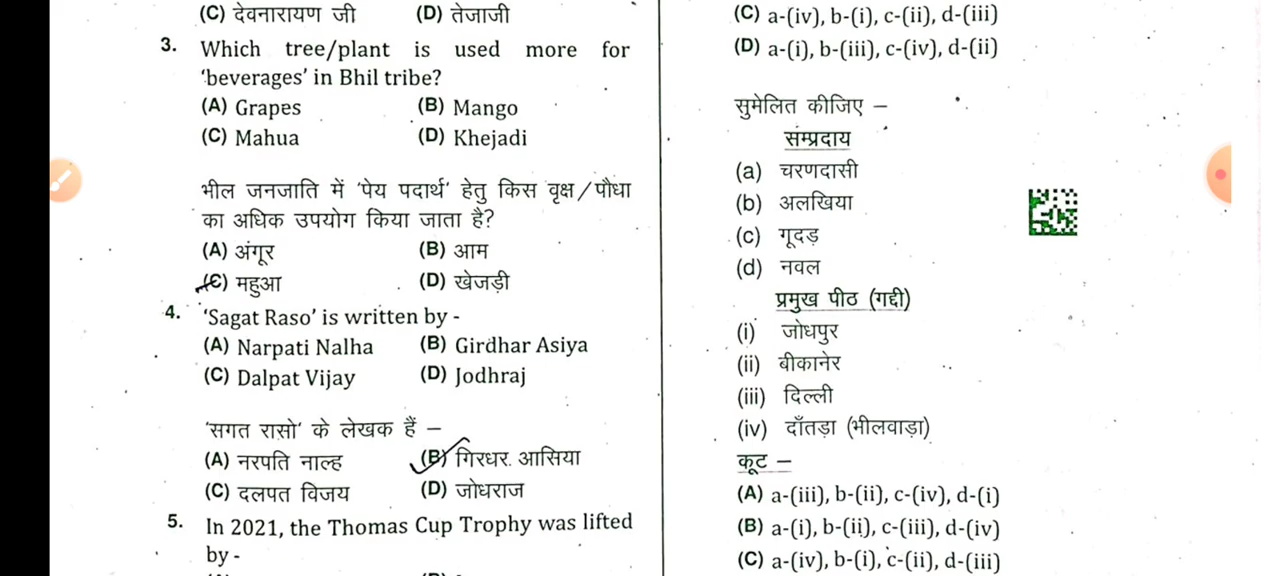 (C) देवनारायण जी (D) तेजाजी
3. Which tree/plant is used more for
'beverages' in Bhil tribe?
(A) Grapes (B) Mango
(C) Mahua (D) Khejadi
भील जनजाति में 'पेय पदार्थ' हेतु किस वृक्ष/पौधा
का अधिक उपयोग किया जाता है?
(A) अंगूर (B) आम
(C) महुआ (D) खेजड़ी
4. 'Sagat Raso' is written by -
(A) Narpati Nalha (B) Girdhar Asiya
(C) Dalpat Vijay (D) Jodhraj
'सगत रासो' के लेखक हैं –
(A) नरपति नाल्ह (B) गिरधर आसिया
(C) दलपत विजय (D) जोधराज
5. In 2021, the Thomas Cup Trophy was lifted
by -
(C) a-(iv), b-(i), c-(ii), d-(iii)
(D) a-(i), b-(iii), c-(iv), d-(ii)
सुमेलित कीजिए –
संम्प्रदाय
(a) चरणदासी
(b) अलखिया
(c) गूदड़
(d) नवल
प्रमुख पीठ (गद्दी)
(i) जोधपुर
(ii) बीकानेर
(iii) दिल्ली
(iv) दाँतड़ा (भीलवाड़ा)
कूट –
(A) a-(iii), b-(ii), c-(iv), d-(i)
(B) a-(i), b-(ii), c-(iii), d-(iv)
(C) a-(iv), b-(i), c-(ii), d-(iii)